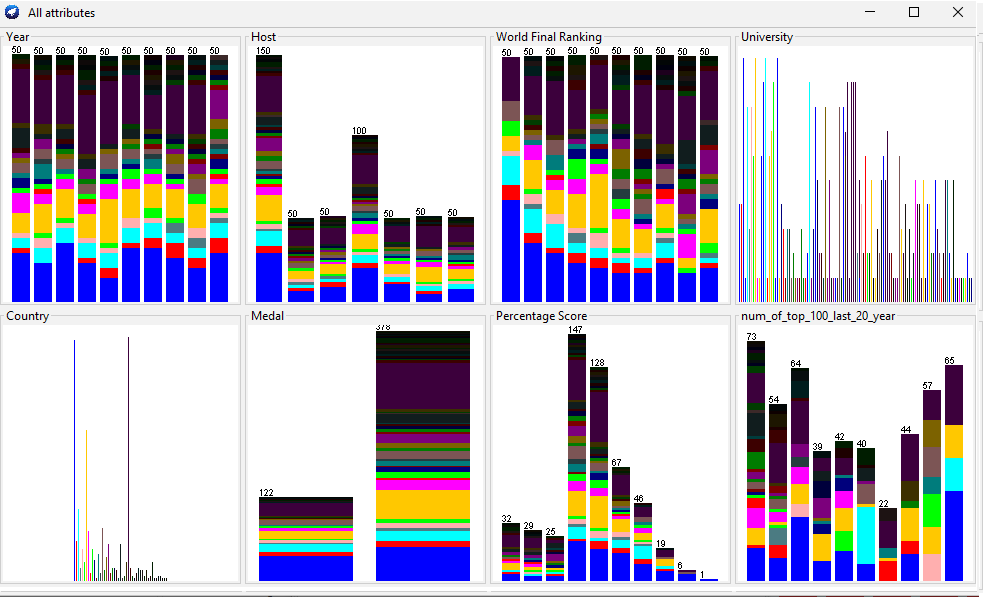 All attributes
Year
50 50 50 50 50 50 50 50 50 50
Host
150
50
50
100
50
50
50
World Final Ranking
50 50 50 50 50 50 50 50 50 50
University
Country
Medal
122
378
Percentage Score
32
29
25
147
128
67
46
19
6
1
num_of_top_100_last_20_year
73
54
64
39
42
40
22
44
57
65